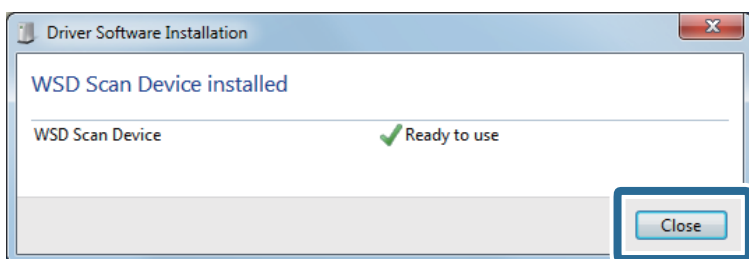 Driver Software Installation
WSD Scan Device installed
WSD Scan Device Ready to use
Close